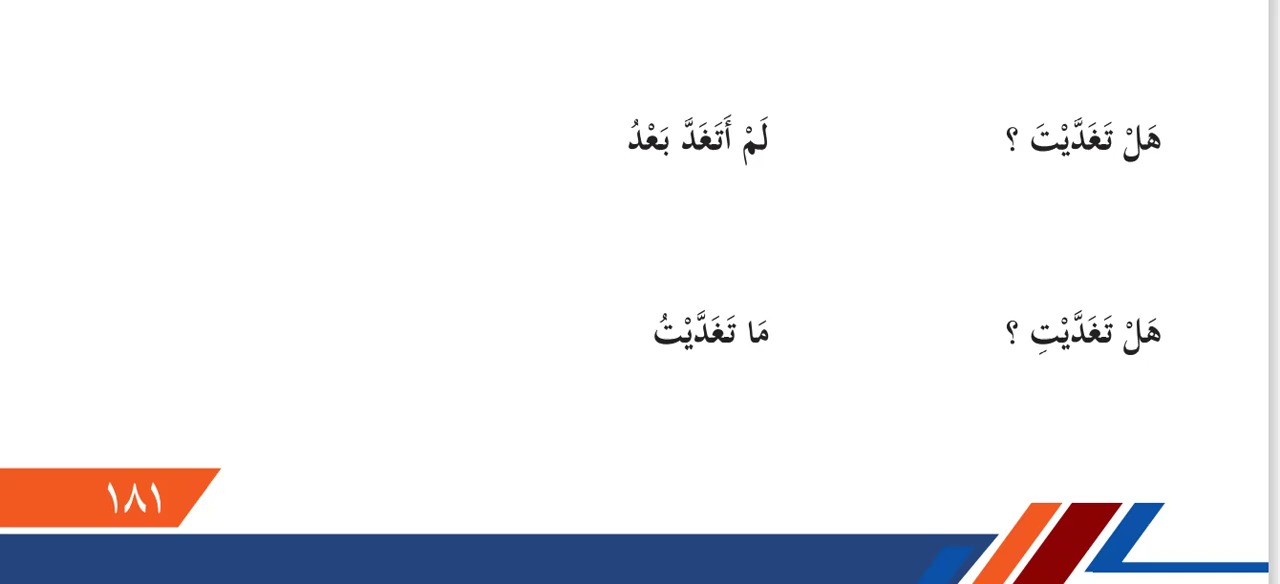 هَلْ تَغَدَّيْتَ ؟ لَمْ أَتَغَدَّ بَعْدُ
هَلْ تَغَدَّيْتِ ؟ مَا تَغَدَّيْتُ
١٨١